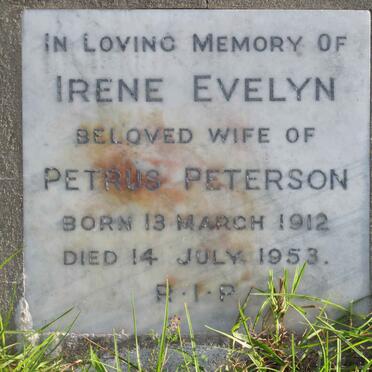 IN LOVING MEMORY OF
IRENE EVELYN
BELOVED WIFE OF
PETRUS PETERSON
BORN 13 MARCH 1912
DIED 14 JULY 1953.
R·I·P